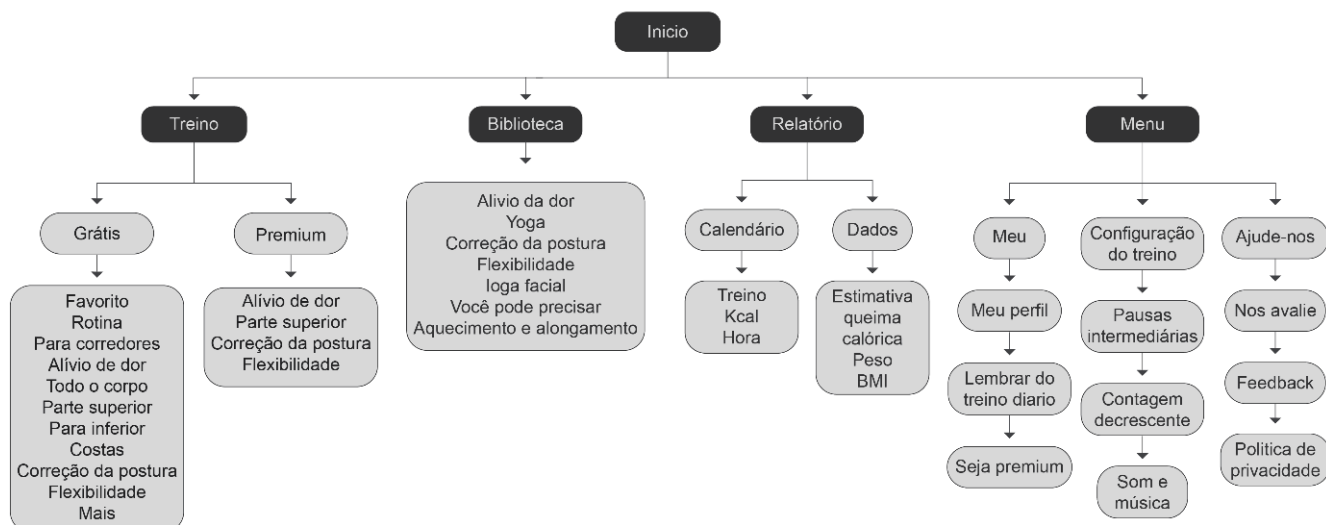 Inicio
Treino
Biblioteca
Relatório
Menu
Grátis
Premium
Favorito
Rotina
Para corredores
Alívio de dor
Todo o corpo
Parte superior
Para inferior
Costas
Correção da postura
Flexibilidade
Mais
Alívio de dor
Parte superior
Correção da postura
Flexibilidade
Alivio da dor
Yoga
Correção da postura
Flexibilidade
Ioga facial
Você pode precisar
Aquecimento e alongamento
Calendário
Dados
Treino
Kcal
Hora
Estimativa
queima
calórica
Peso
BMI
Meu
Meu perfil
Lembrar do
treino diario
Seja premium
Configuração
do treino
Pausas
intermediárias
Contagem
decrescente
Som e
música
Ajude-nos
Nos avalie
Feedback
Politica de
privacidade